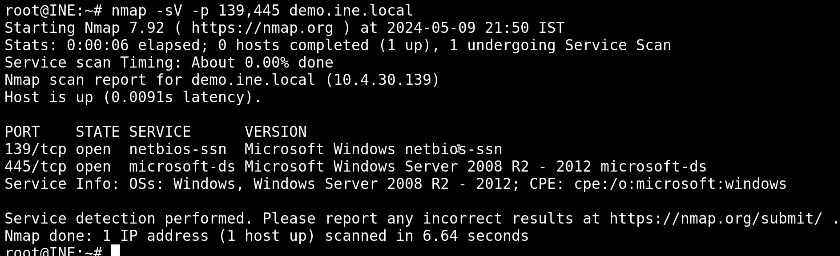 root@INE:~# nmap -sV -p 139,445 demo.ine.local
Starting Nmap 7.92 ( https://nmap.org ) at 2024-05-09 21:50 IST
Stats: 0:00:06 elapsed; 0 hosts completed (1 up), 1 undergoing Service Scan
Service scan Timing: About 0.00% done
Nmap scan report for demo.ine.local (10.4.30.139)
Host is up (0.0091s latency).
PORT    STATE SERVICE      VERSION
139/tcp open  netbios-ssn  Microsoft Windows netbios-ssn
445/tcp open  microsoft-ds Microsoft Windows Server 2008 R2 - 2012 microsoft-ds
Service Info: OSs: Windows, Windows Server 2008 R2 - 2012; CPE: cpe:/o:microsoft:windows
Service detection performed. Please report any incorrect results at https://nmap.org/submit/ .
Nmap done: 1 IP address (1 host up) scanned in 6.64 seconds
root@INE:~#